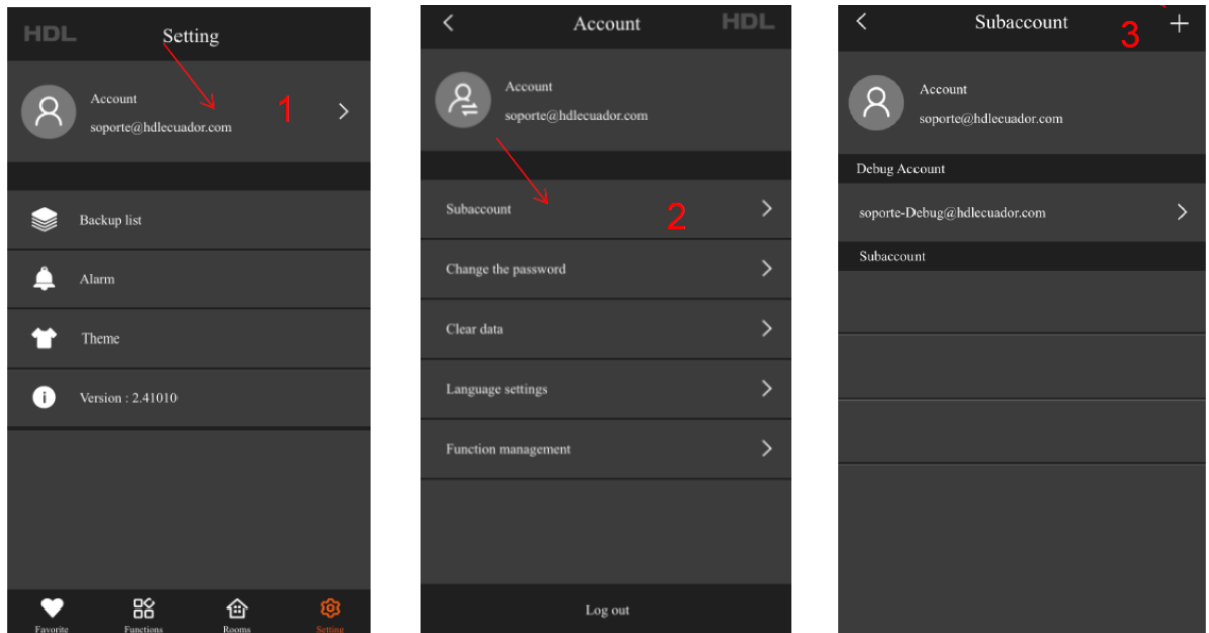 HDL
Setting
Account
soporte@hdlecuador.com
1
Backup list
Alarm
Theme
Version : 2.41010
Favorite
Functions
Rooms
Setting
Account
HDL
Account
soporte@hdlecuador.com
Subaccount
2
Change the password
Clear data
Language settings
Function management
Log out
Subaccount
3
Account
soporte@hdlecuador.com
Debug Account
soporte-Debug@hdlecuador.com
Subaccount